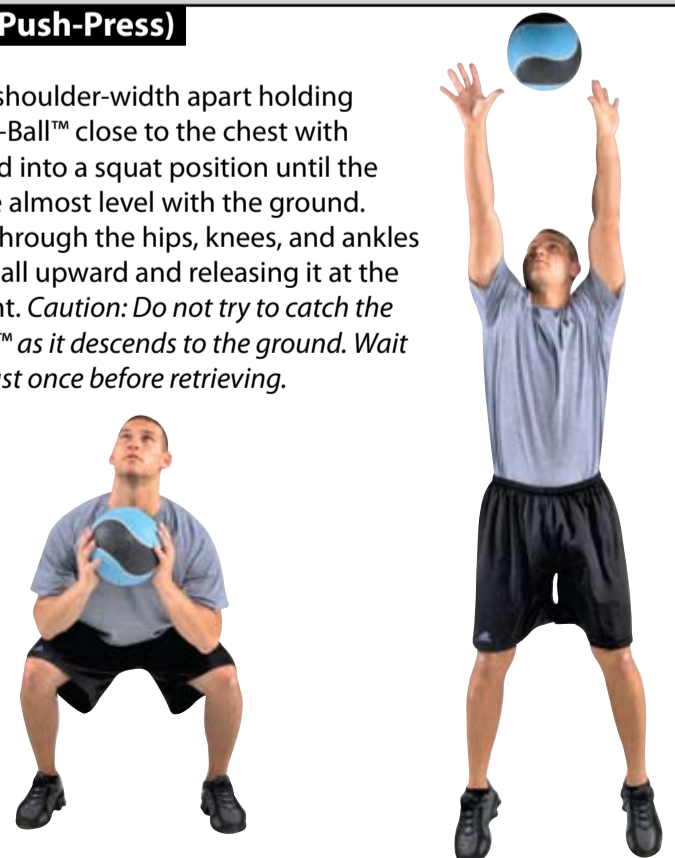 Push-Press)
shoulder-width apart holding
-Ball™ close to the chest with
d into a squat position until the
e almost level with the ground.
hrough the hips, knees, and ankles
all upward and releasing it at the
nt. Caution: Do not try to catch the
™ as it descends to the ground. Wait
ust once before retrieving.